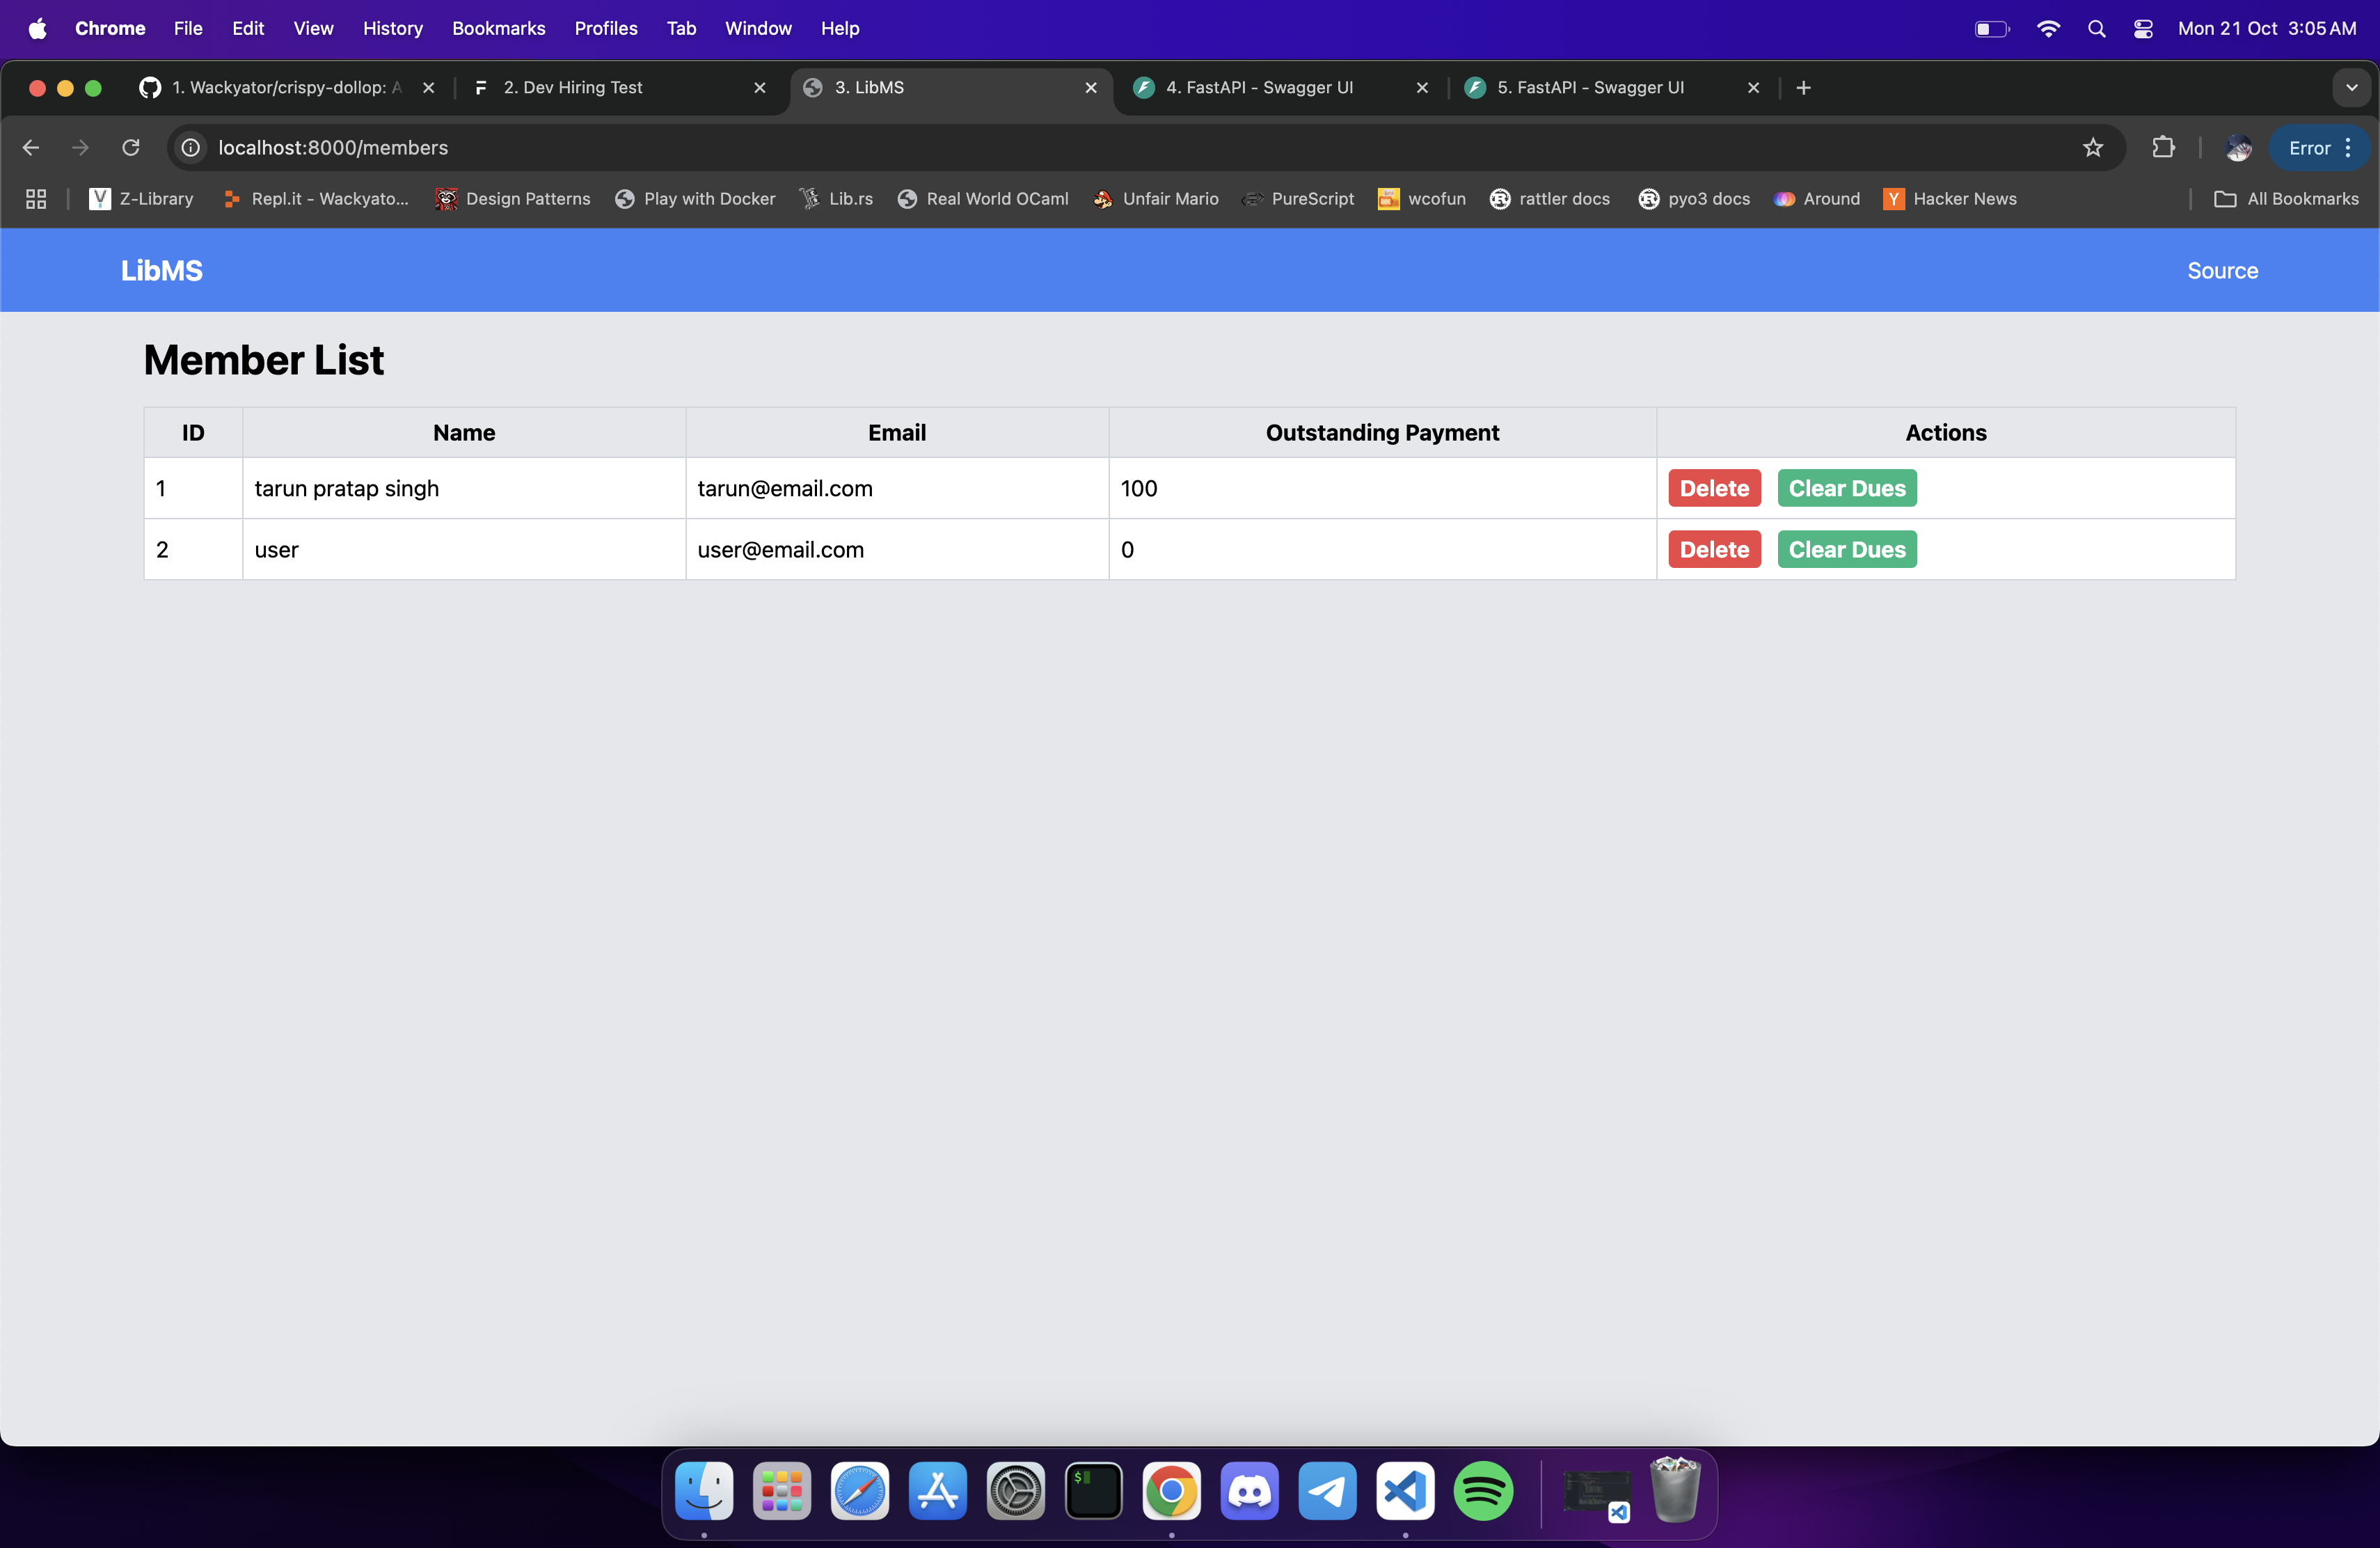 Chrome File Edit View History Bookmarks Profiles Tab Window Help Mon 21 Oct 3:05 AM
1. Wackyator/crispy-dollop: A 2. Dev Hiring Test 3. LibMS 4. FastAPI - Swagger UI 5. FastAPI - Swagger UI
localhost:8000/members Error
Z-Library Repl.it - Wackyato... Design Patterns Play with Docker Lib.rs Real World OCaml Unfair Mario PureScript wcofun rattler docs pyo3 docs Around Hacker News All Bookmarks
LibMS Source
Member List
ID Name Email Outstanding Payment Actions
1 tarun pratap singh tarun@email.com 100 Delete Clear Dues
2 user user@email.com 0 Delete Clear Dues